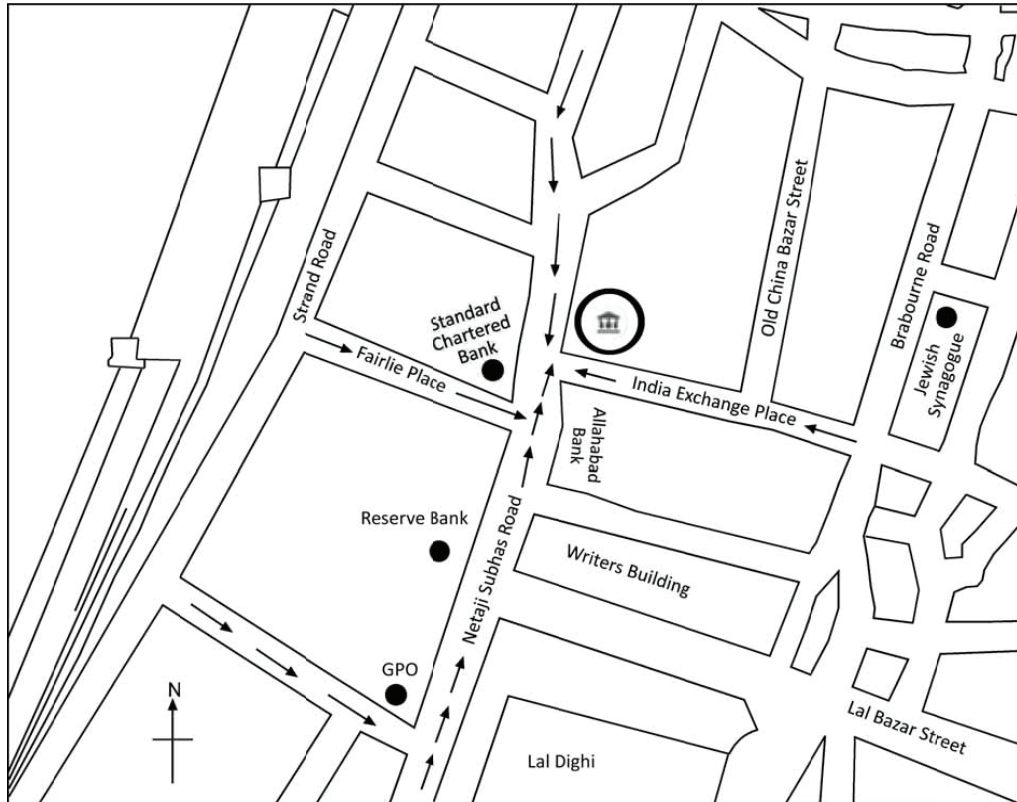 Strand Road
Standard
Chartered
Bank
Fairlie Place
Old China Bazar Street
Brabourne Road
Jewish
Synagogue
India Exchange Place
Allahabad
Bank
Reserve Bank
Netaji Subhas Road
Writers Building
GPO
N
Lal Bazar Street
Lal Dighi